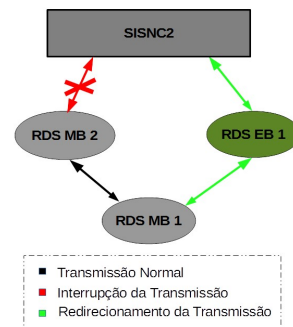 SISNC2
RDS MB 2
RDS EB 1
RDS MB 1
Transmissão Normal
Interrupção da Transmissão
Redirecionamento da Transmissão